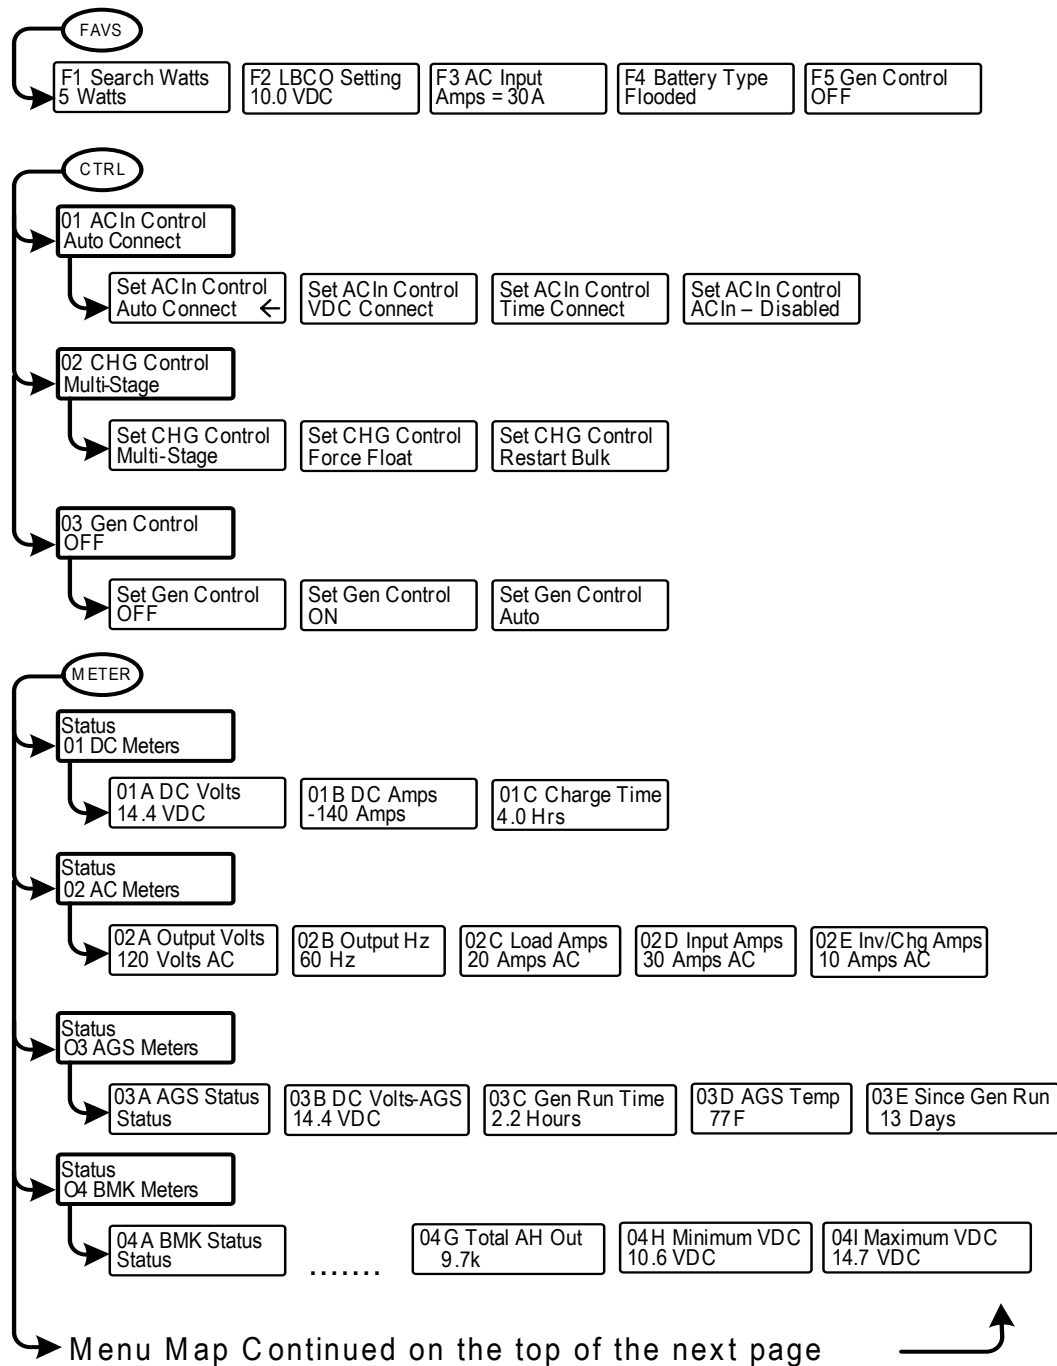 FAVS
F1 Search Watts
5 Watts
F2 LBCO Setting
10.0 VDC
F3 AC Input
Amps = 30A
F4 Battery Type
Flooded
F5 Gen Control
OFF
CTRL
01 ACIn Control
Auto Connect
Set ACIn Control
Auto Connect ←
Set ACIn Control
VDC Connect
Set ACIn Control
Time Connect
Set ACIn Control
ACIn – Disabled
02 CHG Control
Multi-Stage
Set CHG Control
Multi-Stage
Set CHG Control
Force Float
Set CHG Control
Restart Bulk
03 Gen Control
OFF
Set Gen Control
OFF
Set Gen Control
ON
Set Gen Control
Auto
METER
Status
01 DC Meters
01A DC Volts
14.4 VDC
01B DC Amps
-140 Amps
01C Charge Time
4.0 Hrs
Status
02 AC Meters
02A Output Volts
120 Volts AC
02B Output Hz
60 Hz
02C Load Amps
20 Amps AC
02D Input Amps
30 Amps AC
02E Inv/Chg Amps
10 Amps AC
Status
O3 AGS Meters
03A AGS Status
Status
03B DC Volts-AGS
14.4 VDC
03C Gen Run Time
2.2 Hours
03D AGS Temp
77F
03E Since Gen Run
13 Days
Status
O4 BMK Meters
04A BMK Status
Status
.......
04G Total AH Out
9.7k
04H Minimum VDC
10.6 VDC
04I Maximum VDC
14.7 VDC
Menu Map Continued on the top of the next page